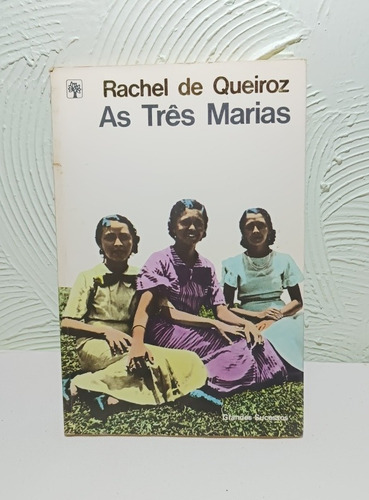 Rachel de Queiroz
As Três Marias
Grandes Sucessos